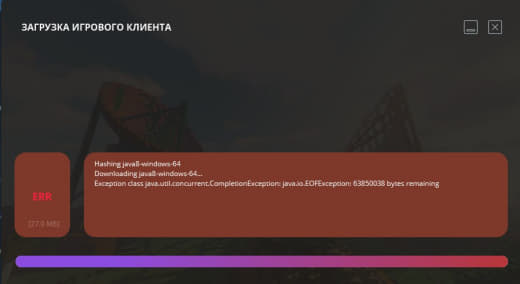 ЗАГРУЗКА ИГРОВОГО КЛИЕНТА
Hashing java8-windows-64
Downloading java8-windows-64...
Exception class java.util.concurrent.CompletionException: java.io.EOFException: 63850038 bytes remaining
ERR
[27.9 MB]